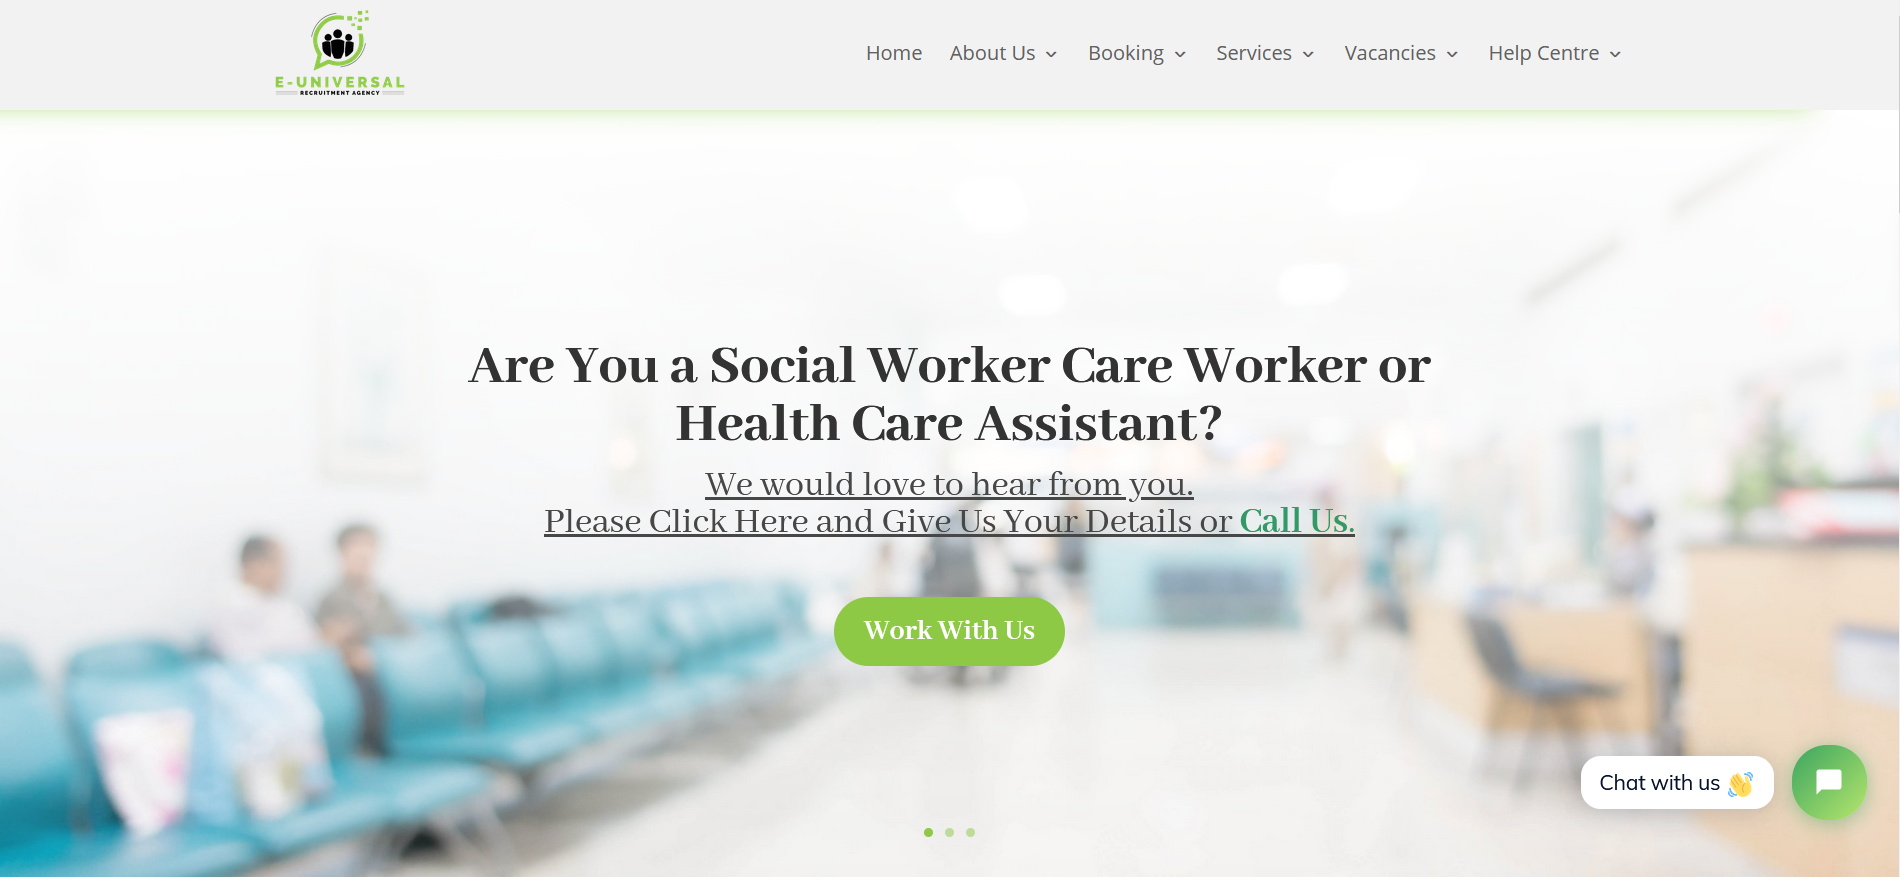 E-UNIVERSAL
RECRUITMENT AGENCY
Home About Us Booking Services Vacancies Help Centre
Are You a Social Worker Care Worker or
Health Care Assistant?
We would love to hear from you.
Please Click Here and Give Us Your Details or Call Us.
Work With Us
Chat with us 👋